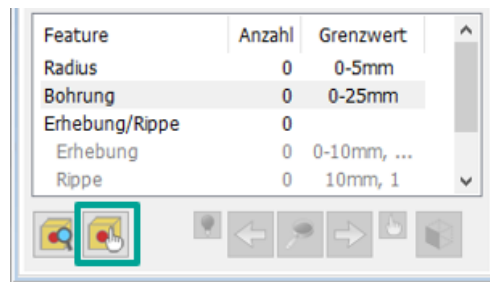 Feature Anzahl Grenzwert
Radius 0 0-5mm
Bohrung 0 0-25mm
Erhebung/Rippe 0
Erhebung 0 0-10mm, ...
Rippe 0 10mm, 1